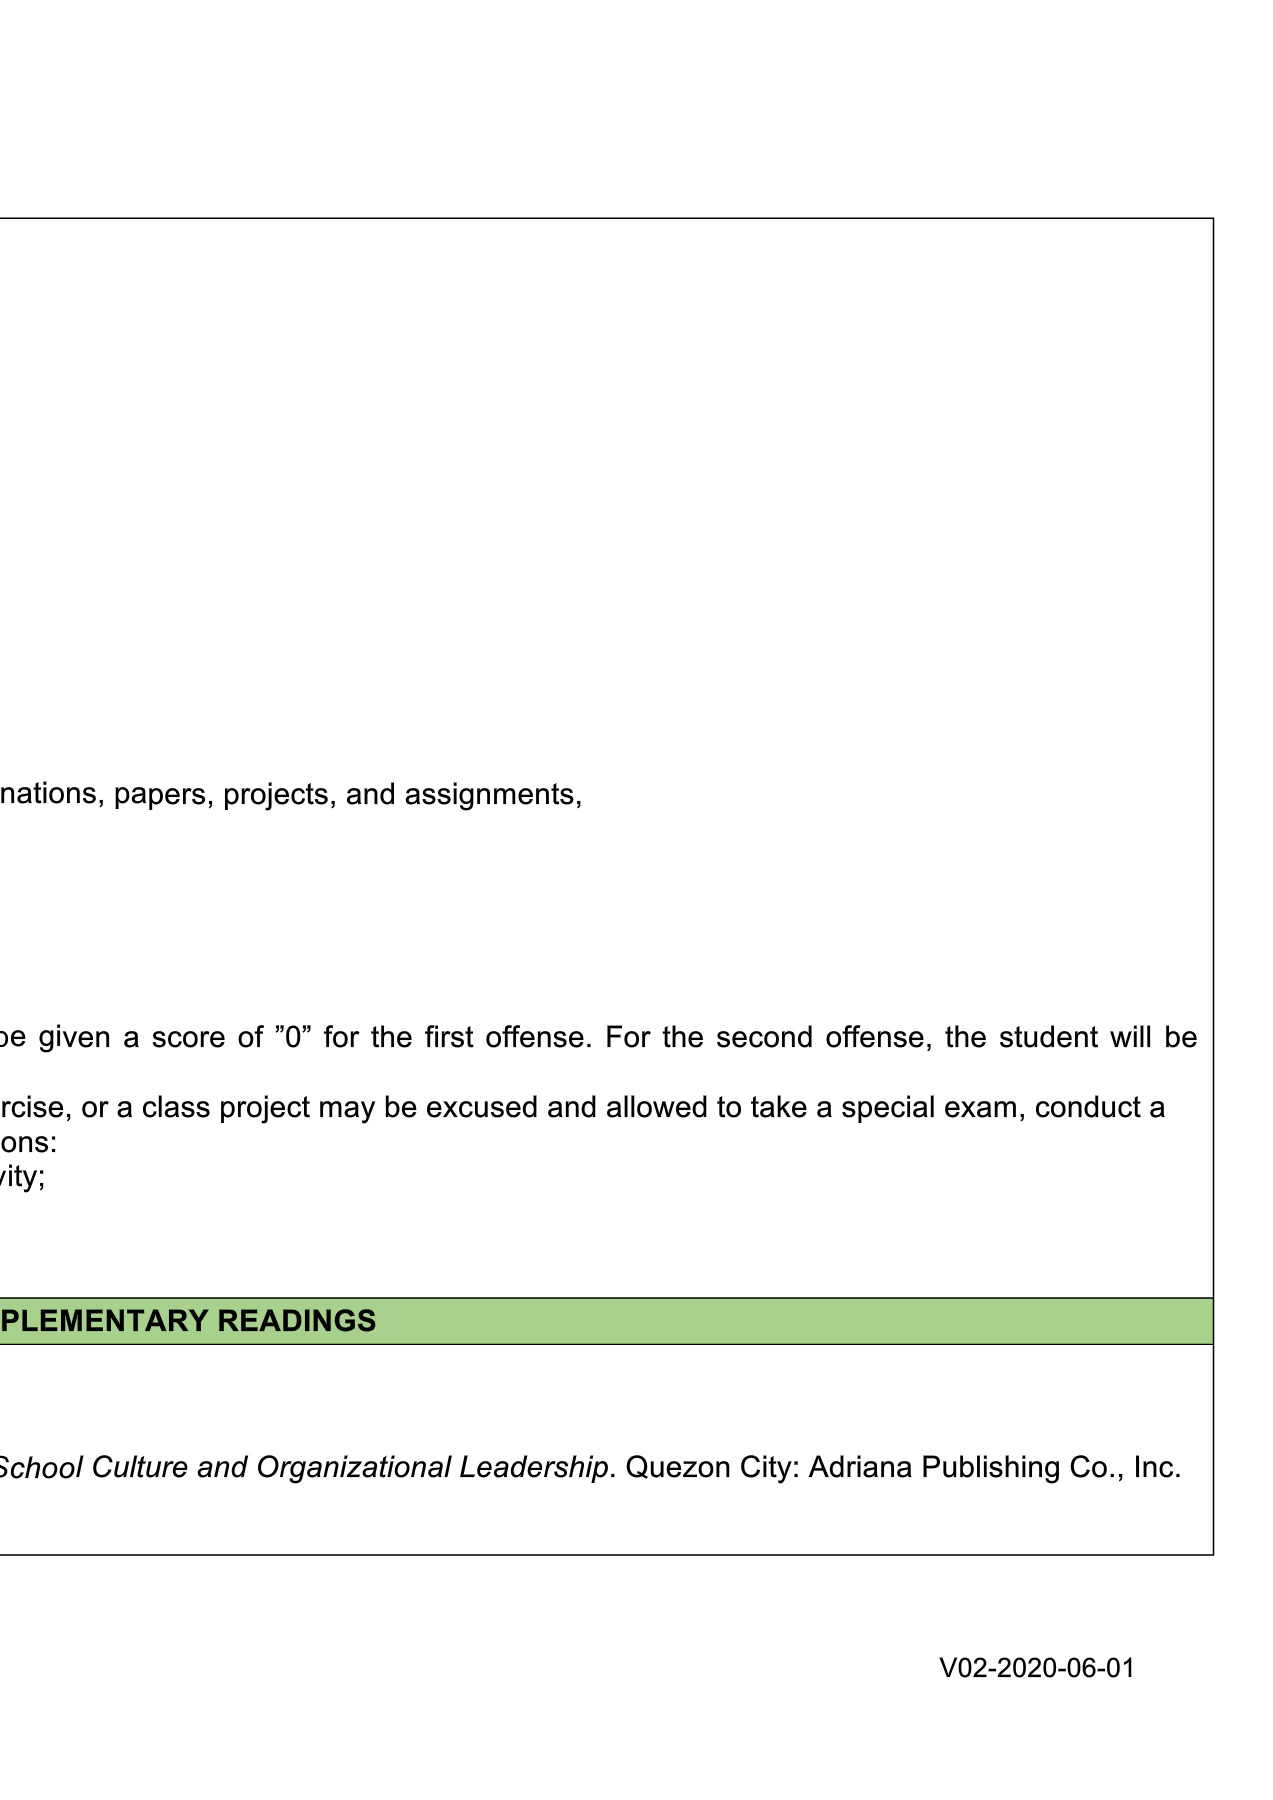 nations, papers, projects, and assignments,
be given a score of ”0” for the first offense. For the second offense, the student will be
rcise, or a class project may be excused and allowed to take a special exam, conduct a
ons:
vity;
PLEMENTARY READINGS
School Culture and Organizational Leadership. Quezon City: Adriana Publishing Co., Inc.
V02-2020-06-01